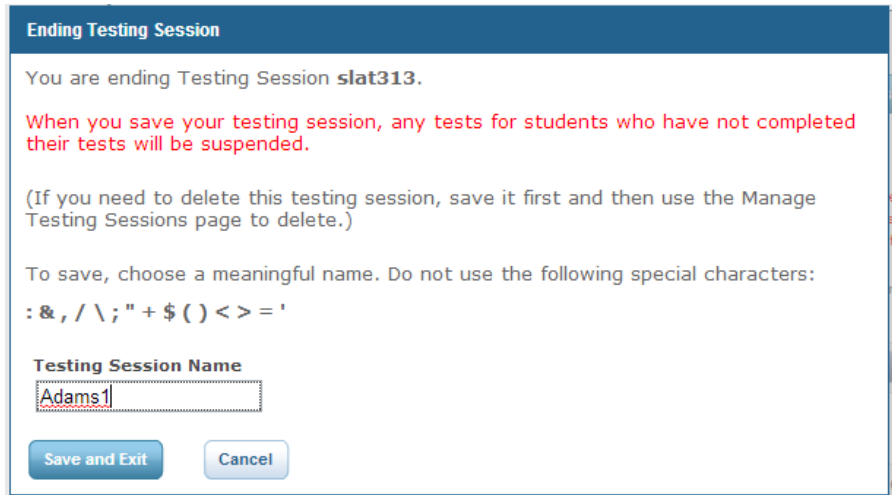 Ending Testing Session
You are ending Testing Session slat313.
When you save your testing session, any tests for students who have not completed
their tests will be suspended.
(If you need to delete this testing session, save it first and then use the Manage
Testing Sessions page to delete.)
To save, choose a meaningful name. Do not use the following special characters:
: & , / \ ; " + $ ( ) < > = '
Testing Session Name
Adams1
Save and Exit Cancel